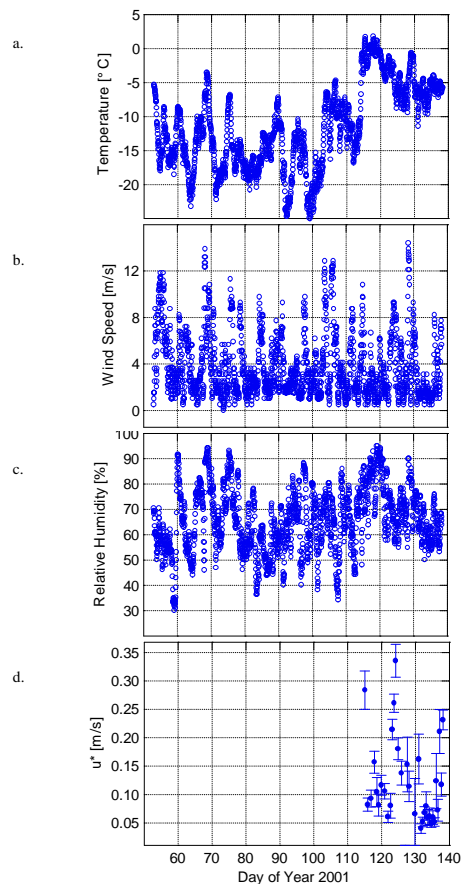 a.
Temperature [° C]
5
0
-5
-10
-15
-20
b.
Wind Speed [m/s]
12
8
4
0
c.
Relative Humidity [%]
100
90
80
70
60
50
40
30
d.
u* [m/s]
0.35
0.30
0.25
0.20
0.15
0.10
0.05
60 70 80 90 100 110 120 130 140
Day of Year 2001